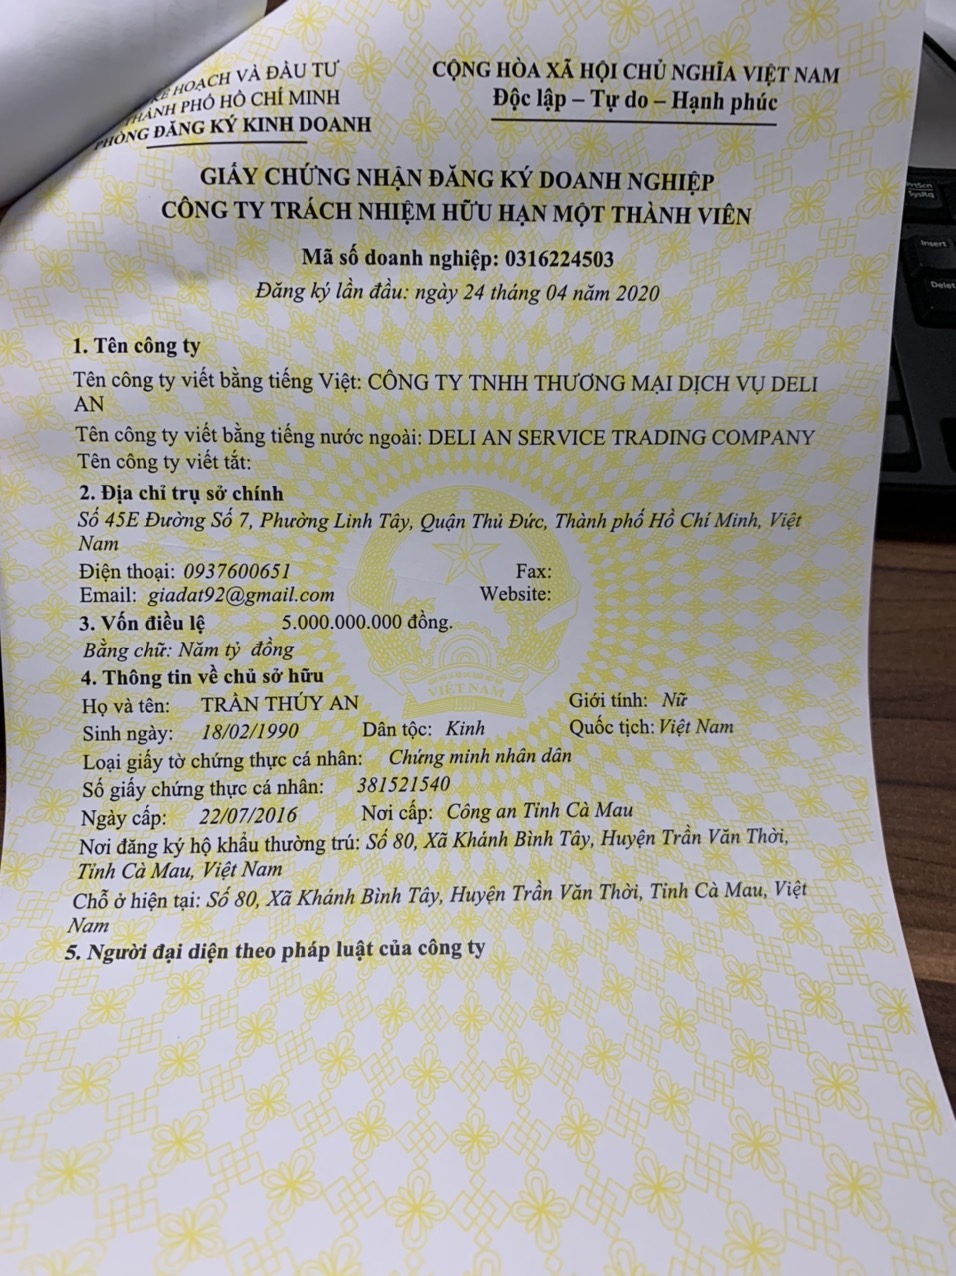 HOẠCH VÀ ĐẦU TƯ
THÀNH PHỐ HỒ CHÍ MINH
PHÒNG ĐĂNG KÝ KINH DOANH
CỘNG HÒA XÃ HỘI CHỦ NGHĨA VIỆT NAM
Độc lập – Tự do – Hạnh phúc
GIẤY CHỨNG NHẬN ĐĂNG KÝ DOANH NGHIỆP
CÔNG TY TRÁCH NHIỆM HỮU HẠN MỘT THÀNH VIÊN
Mã số doanh nghiệp: 0316224503
Đăng ký lần đầu: ngày 24 tháng 04 năm 2020
1. Tên công ty
Tên công ty viết bằng tiếng Việt: CÔNG TY TNHH THƯƠNG MẠI DỊCH VỤ DELI
AN
Tên công ty viết bằng tiếng nước ngoài: DELI AN SERVICE TRADING COMPANY
Tên công ty viết tắt:
2. Địa chỉ trụ sở chính
Số 45E Đường Số 7, Phường Linh Tây, Quận Thủ Đức, Thành phố Hồ Chí Minh, Việt
Nam
Điện thoại: 0937600651 Fax:
Email: giadat92@gmail.com Website:
3. Vốn điều lệ 5.000.000.000 đồng.
Bằng chữ: Năm tỷ đồng
4. Thông tin về chủ sở hữu
Họ và tên: TRẦN THÚY AN Giới tính: Nữ
Sinh ngày: 18/02/1990 Dân tộc: Kinh Quốc tịch: Việt Nam
Loại giấy tờ chứng thực cá nhân: Chứng minh nhân dân
Số giấy chứng thực cá nhân: 381521540
Ngày cấp: 22/07/2016 Nơi cấp: Công an Tỉnh Cà Mau
Nơi đăng ký hộ khẩu thường trú: Số 80, Xã Khánh Bình Tây, Huyện Trần Văn Thời,
Tỉnh Cà Mau, Việt Nam
Chỗ ở hiện tại: Số 80, Xã Khánh Bình Tây, Huyện Trần Văn Thời, Tỉnh Cà Mau, Việt
Nam
5. Người đại diện theo pháp luật của công ty
VIỆT NAM
PrtScn
SysRq
Insert
Delet